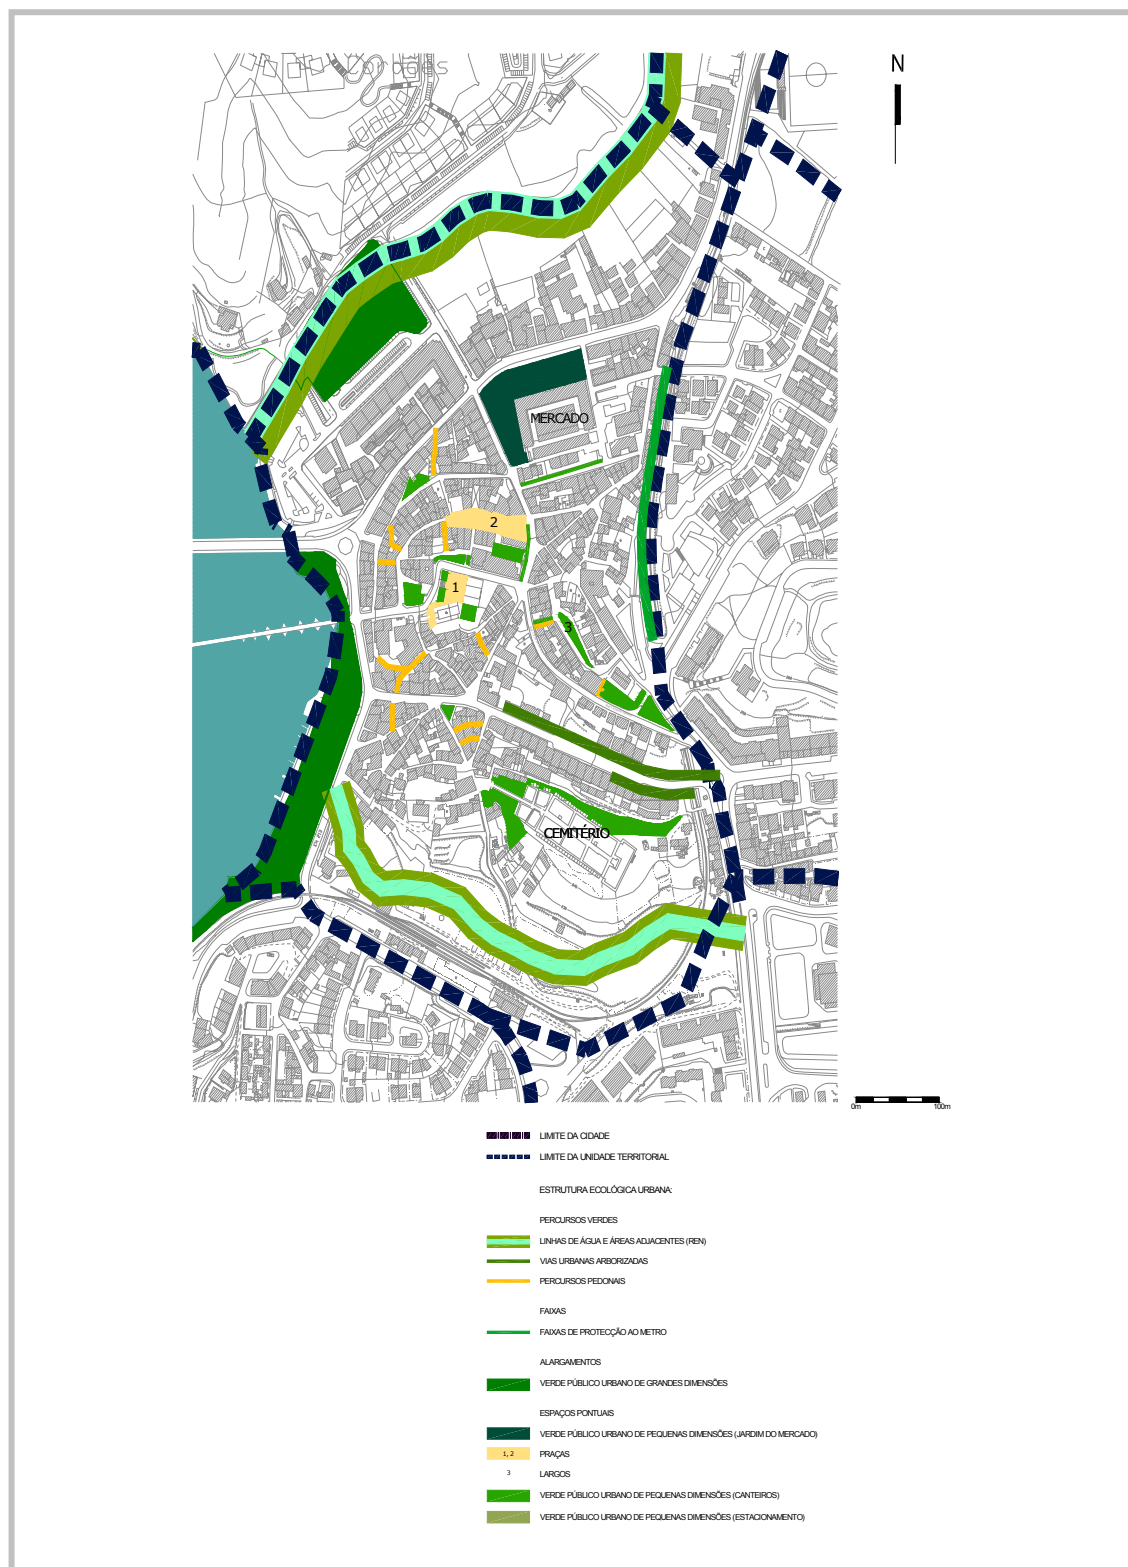 Caroças
N
MERCADO
2
1
3
CEMITÉRIO
0m 100m
LIMITE DA CIDADE
LIMITE DA UNIDADE TERRITORIAL
ESTRUTURA ECOLÓGICA URBANA:
PERCURSOS VERDES
LINHAS DE ÁGUA E ÁREAS ADJACENTES (REN)
VIAS URBANAS ARBORIZADAS
PERCURSOS PEDONAIS
FAIXAS
FAIXAS DE PROTECÇÃO AO METRO
ALARGAMENTOS
VERDE PÚBLICO URBANO DE GRANDES DIMENSÕES
ESPAÇOS PONTUAIS
VERDE PÚBLICO URBANO DE PEQUENAS DIMENSÕES (JARDIM DO MERCADO)
1, 2 PRAÇAS
3 LARGOS
VERDE PÚBLICO URBANO DE PEQUENAS DIMENSÕES (CANTEIROS)
VERDE PÚBLICO URBANO DE PEQUENAS DIMENSÕES (ESTACIONAMENTO)